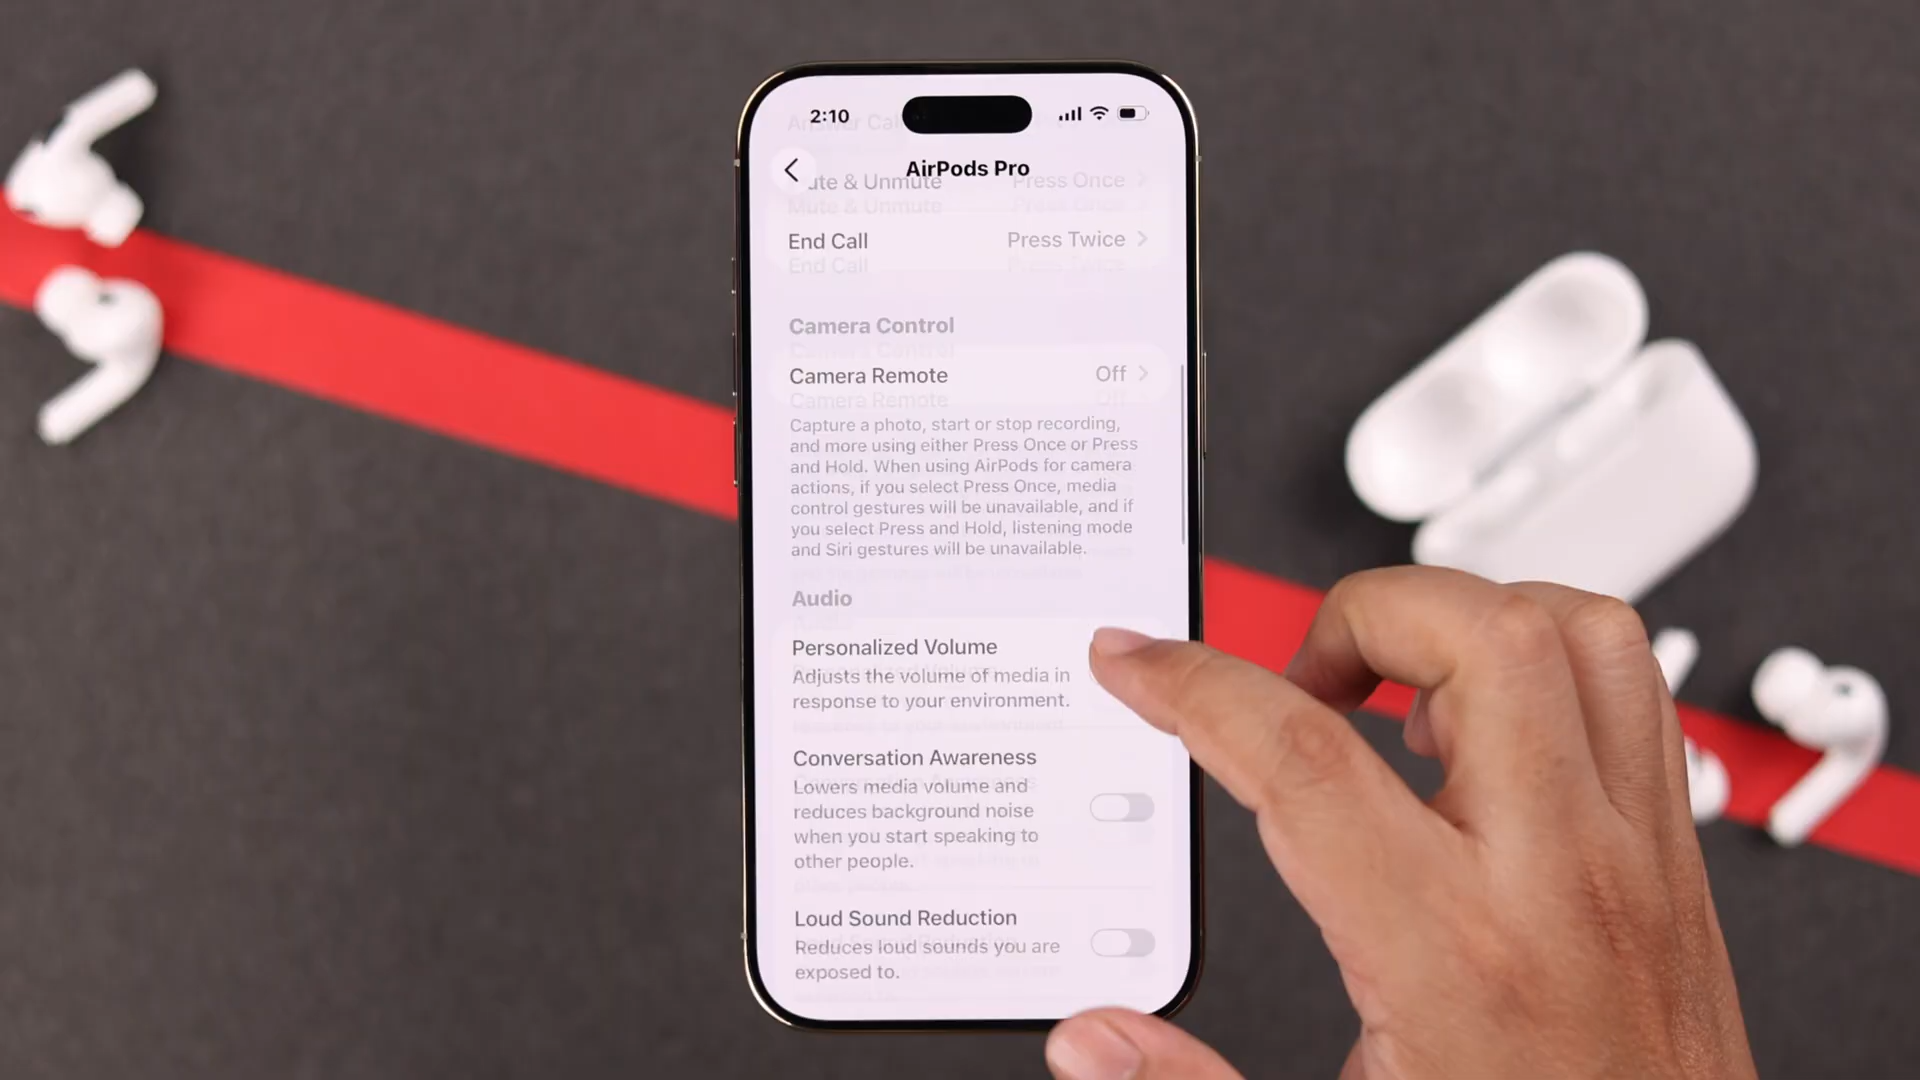 2:10
Answer Call
AirPods Pro
Mute & Unmute Press Once
End Call Press Twice
Camera Control
Camera Remote Off
Capture a photo, start or stop recording,
and more using either Press Once or Press
and Hold. When using AirPods for camera
actions, if you select Press Once, media
control gestures will be unavailable, and if
you select Press and Hold, listening mode
and Siri gestures will be unavailable.
Audio
Personalized Volume
Adjusts the volume of media in
response to your environment.
Conversation Awareness
Lowers media volume and
reduces background noise
when you start speaking to
other people.
Loud Sound Reduction
Reduces loud sounds you are
exposed to.